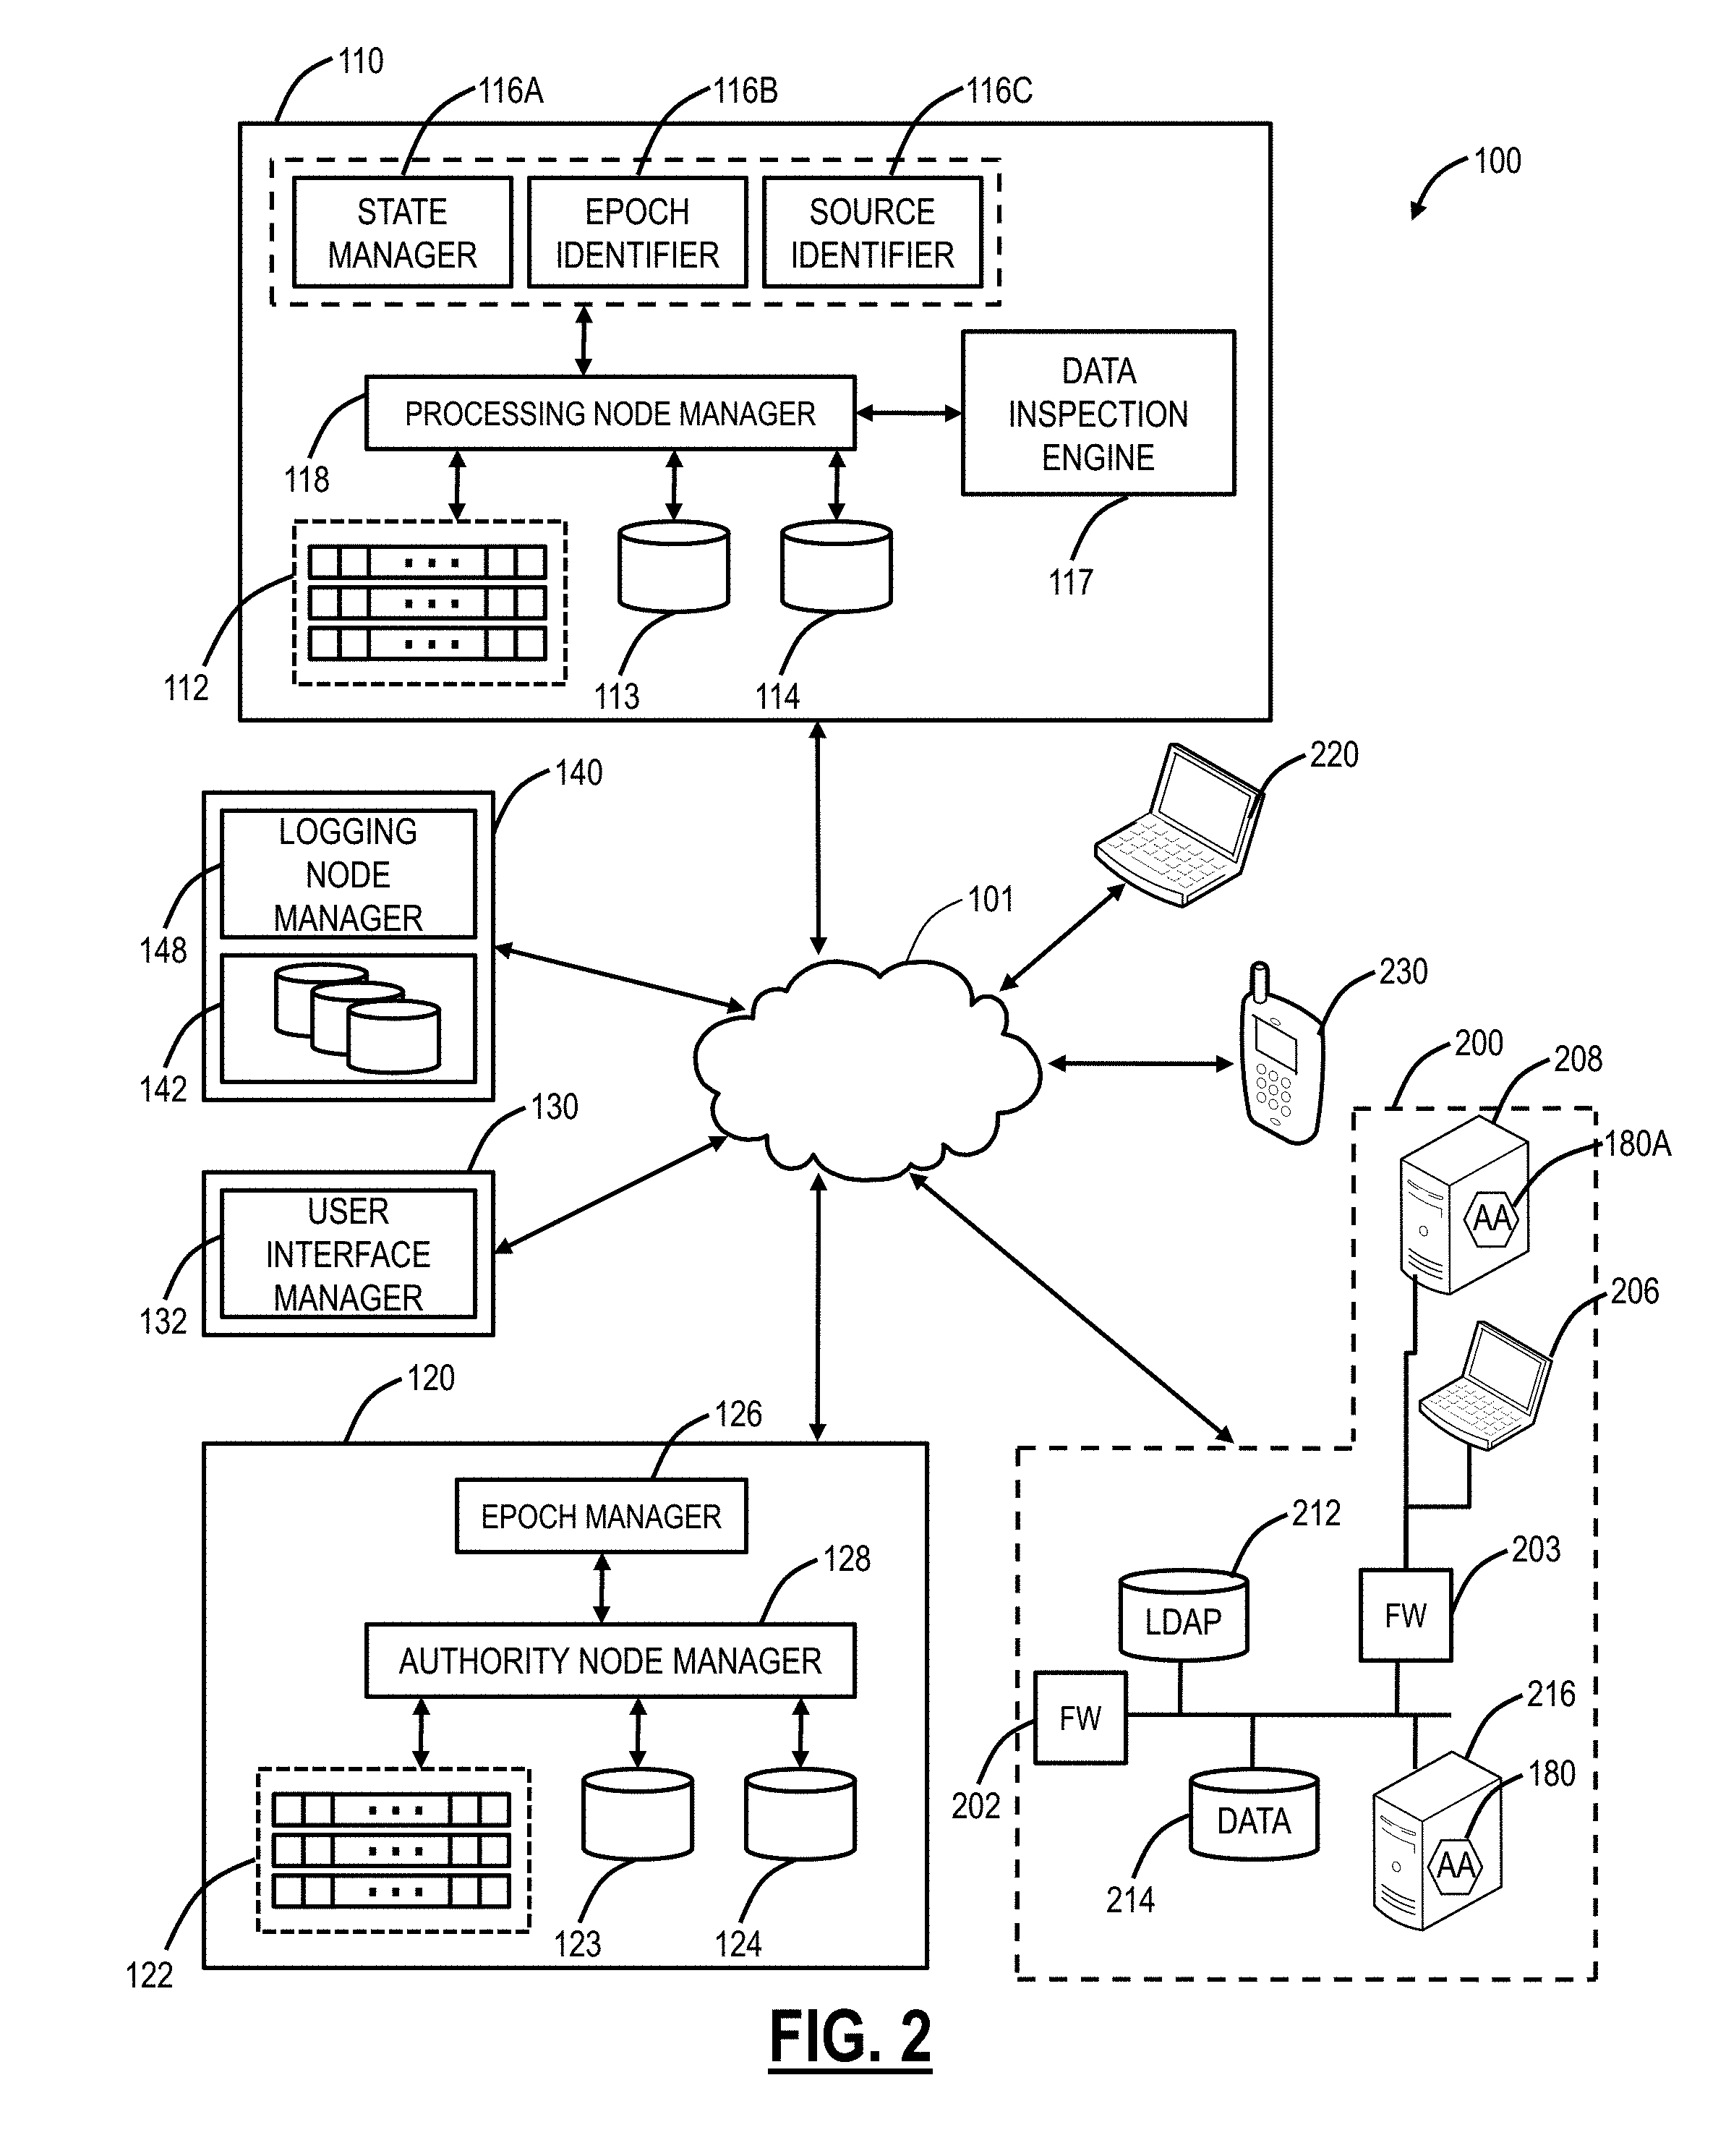 110
116A
116B
116C
100
STATE
MANAGER
EPOCH
IDENTIFIER
SOURCE
IDENTIFIER
PROCESSING NODE MANAGER
DATA
INSPECTION
ENGINE
118
117
112
113
114
140
220
LOGGING
NODE
MANAGER
148
101
230
142
200
208
130
180A
AA
USER
INTERFACE
MANAGER
132
206
120
126
EPOCH MANAGER
212
203
128
LDAP
FW
AUTHORITY NODE MANAGER
216
FW
202
180
DATA
AA
214
122
123
124
FIG. 2